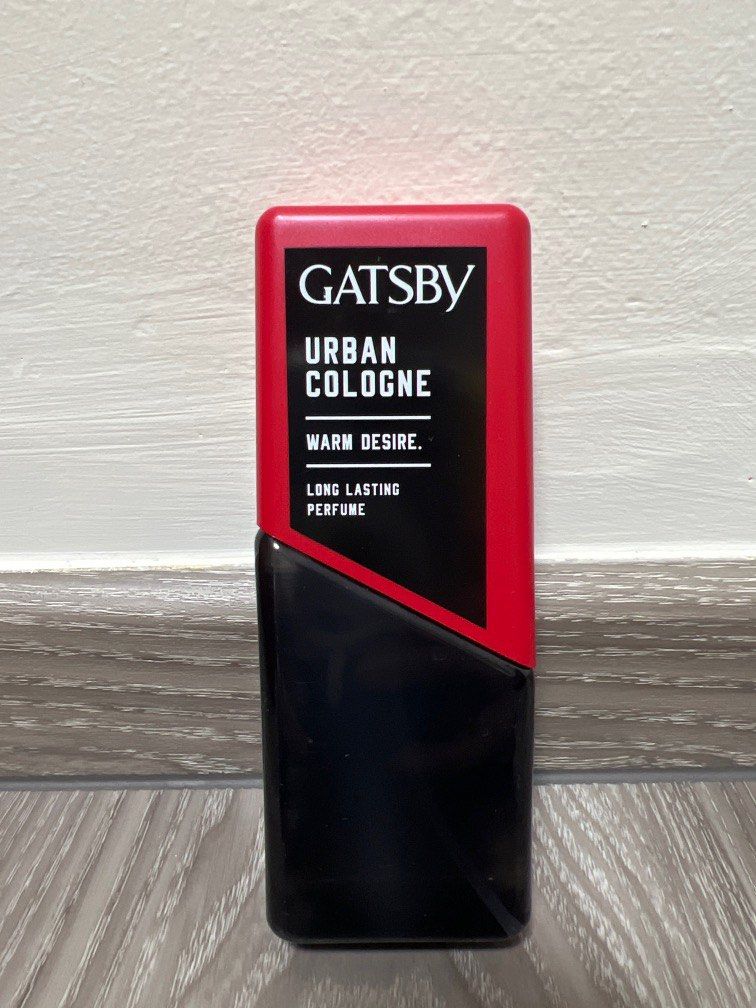 GATSBY
URBAN
COLOGNE
WARM DESIRE.
LONG LASTING
PERFUME